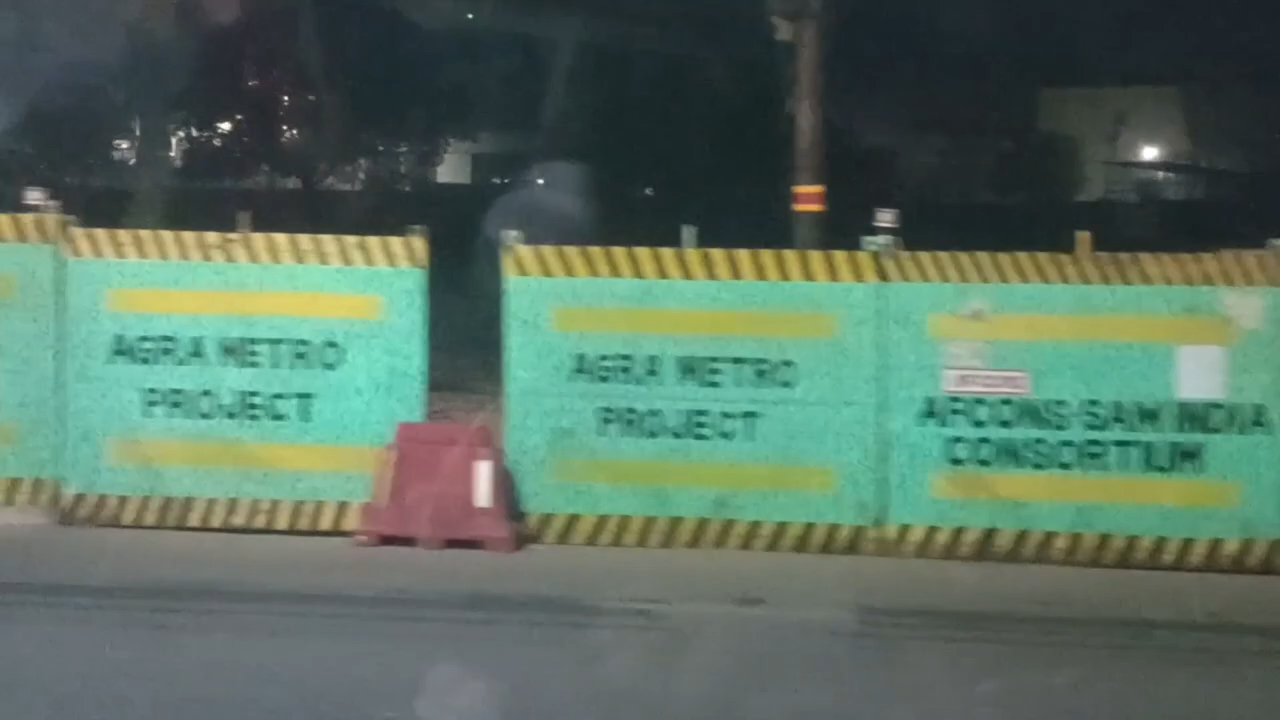 AGRA METRO
PROJECT
AGRA METRO
PROJECT
AFCONS-SAM INDIA
CONSORTIUM